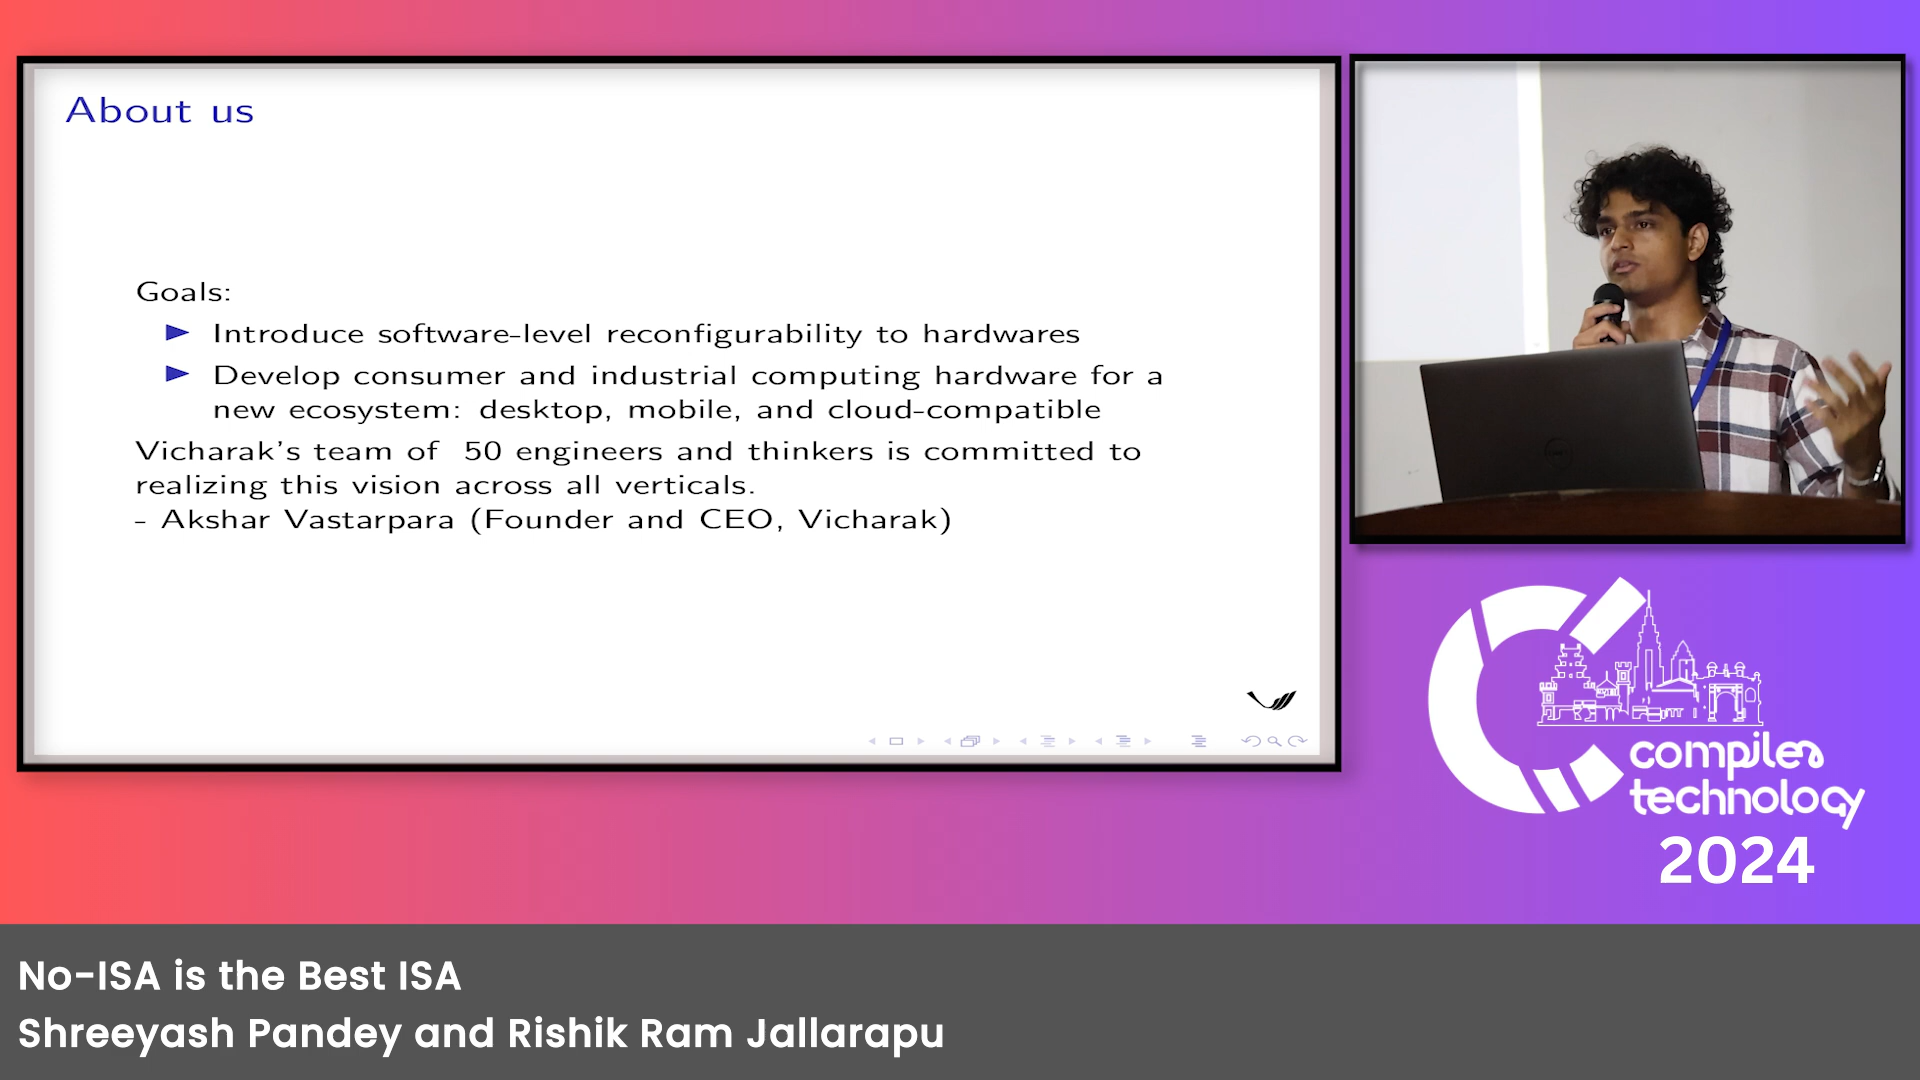 About us
Goals:
Introduce software-level reconfigurability to hardwares
Develop consumer and industrial computing hardware for a
new ecosystem: desktop, mobile, and cloud-compatible
Vicharak's team of 50 engineers and thinkers is committed to
realizing this vision across all verticals.
- Akshar Vastarpara (Founder and CEO, Vicharak)
compiler
technology
2024
No-ISA is the Best ISA
Shreeyash Pandey and Rishik Ram Jallarapu